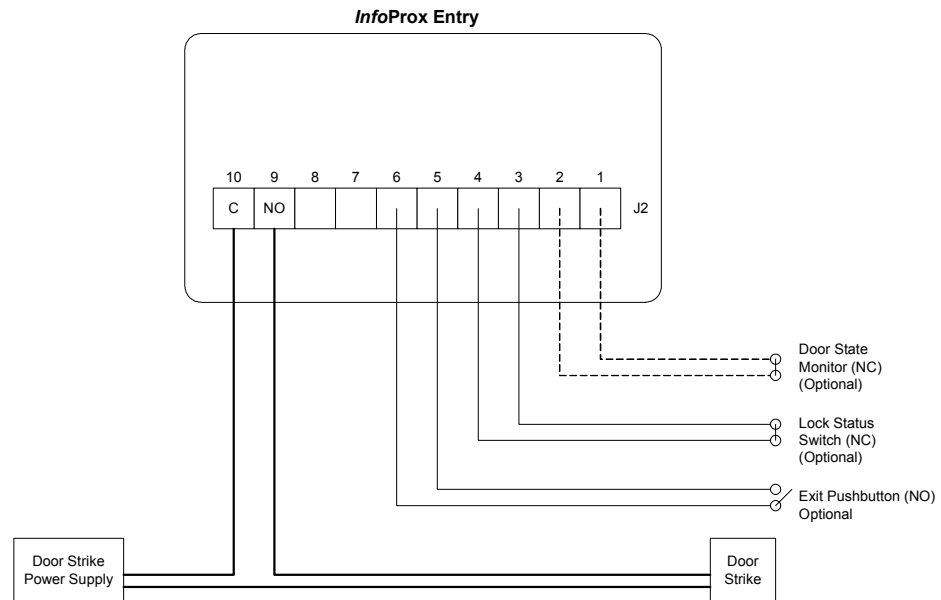 InfoProx Entry
10 9 8 7 6 5 4 3 2 1
C NO J2
Door State
Monitor (NC)
(Optional)
Lock Status
Switch (NC)
(Optional)
Exit Pushbutton (NO)
Optional
Door Strike
Power Supply
Door
Strike